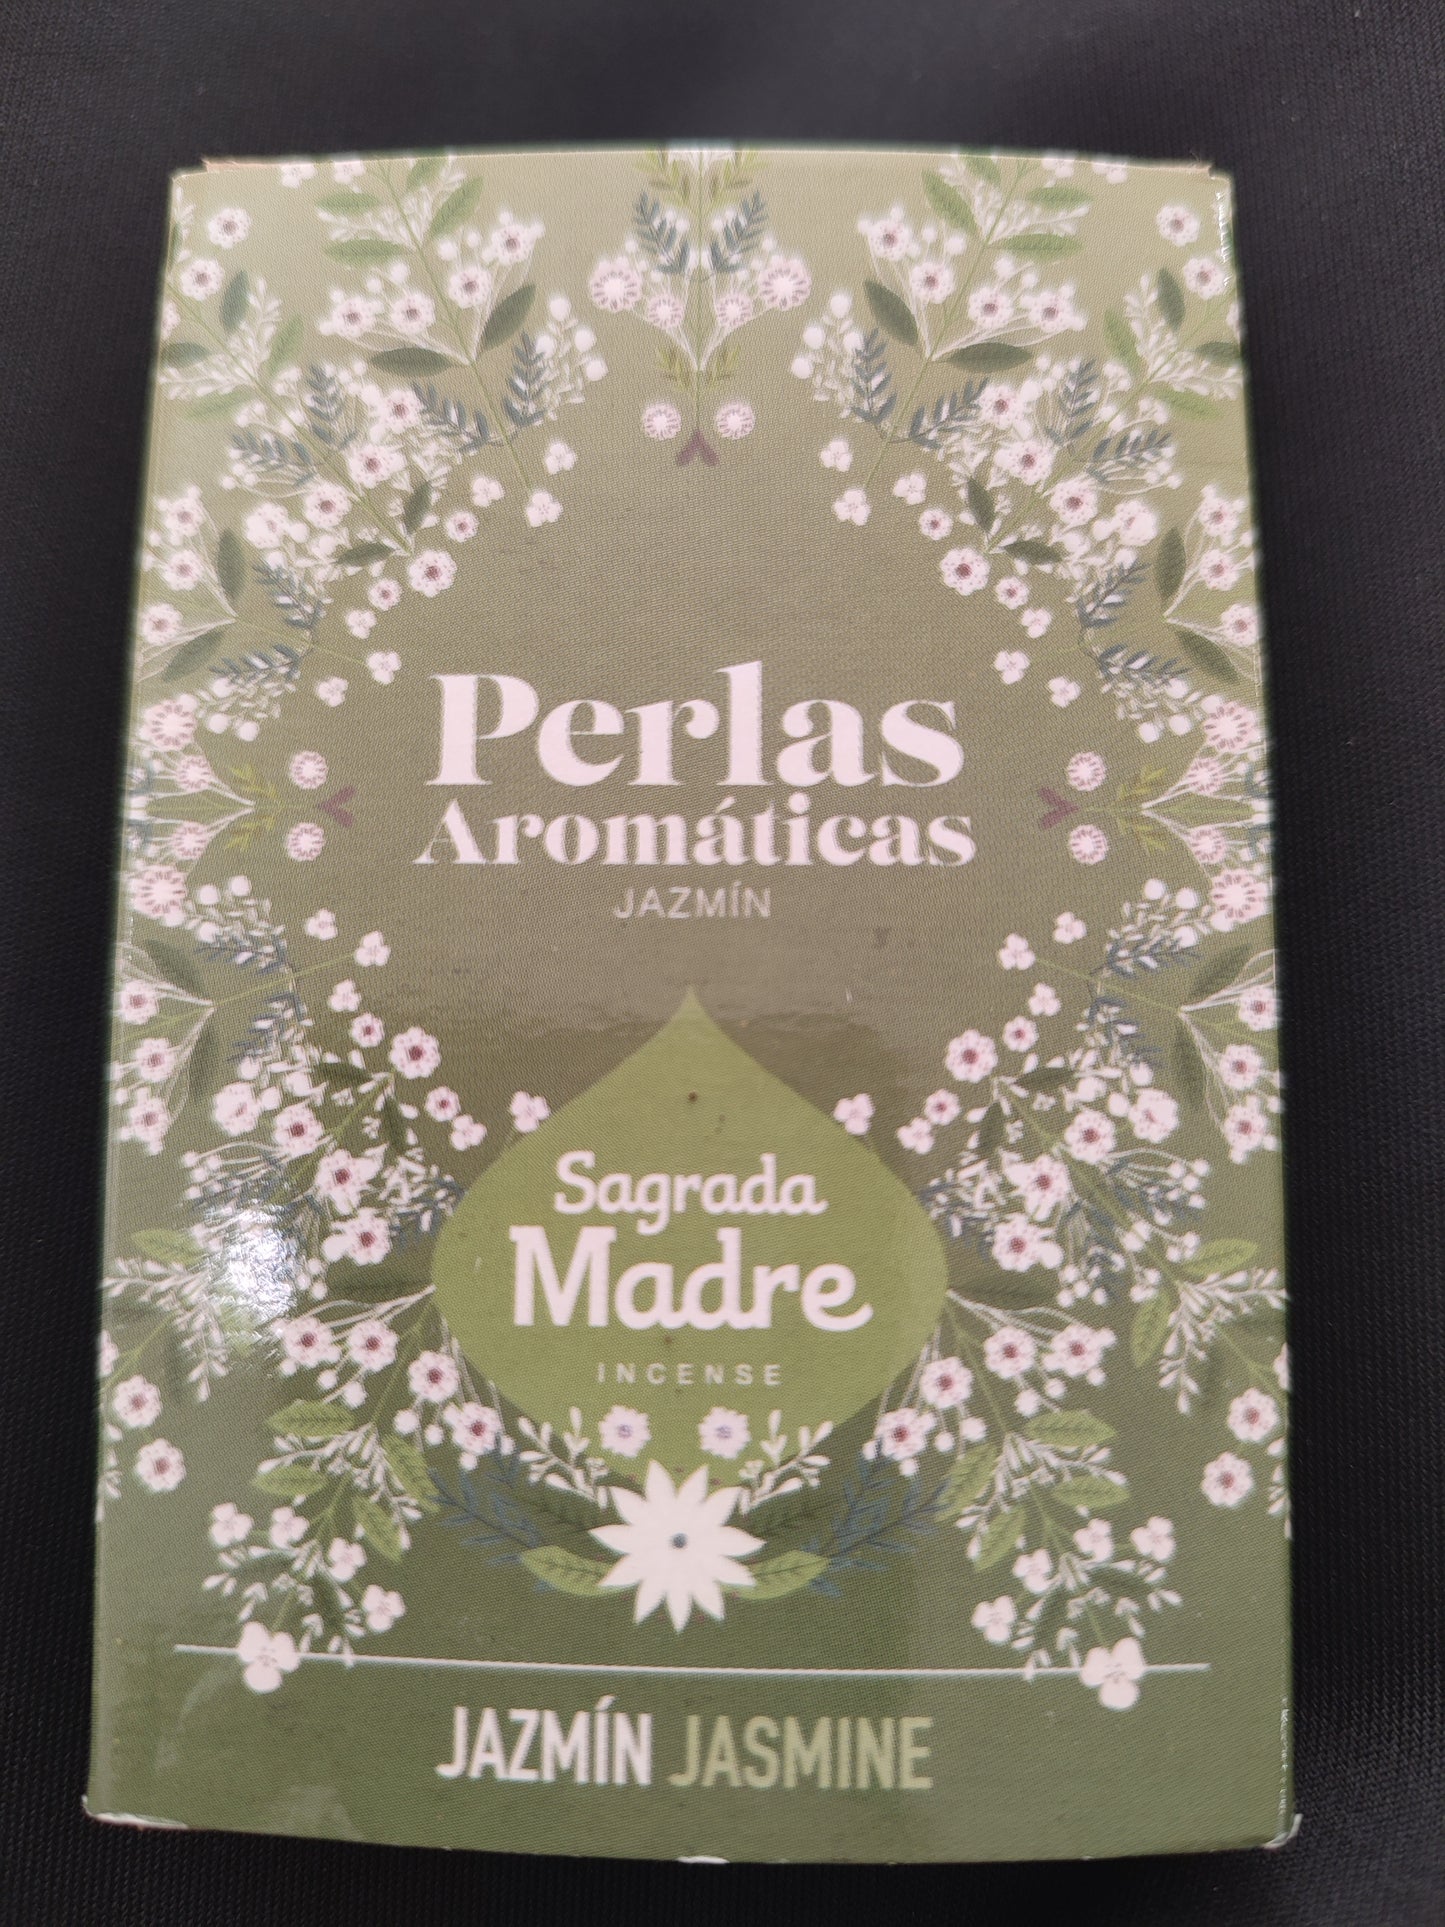 Perlas
Aromáticas
JAZMÍN
Sagrada
Madre
INCENSE
JAZMÍN JASMINE